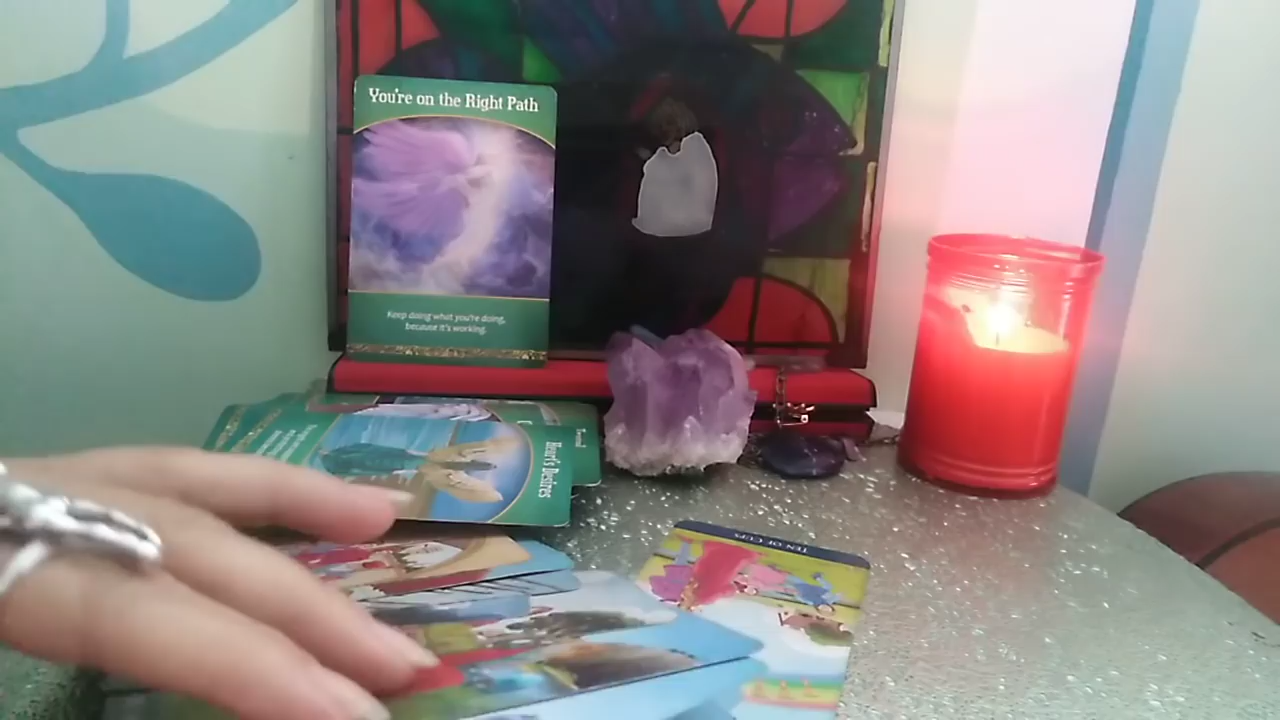 You're on the Right Path
Keep doing what you're doing,
because it's working.
Heart's Desires
TEN OF CUPS